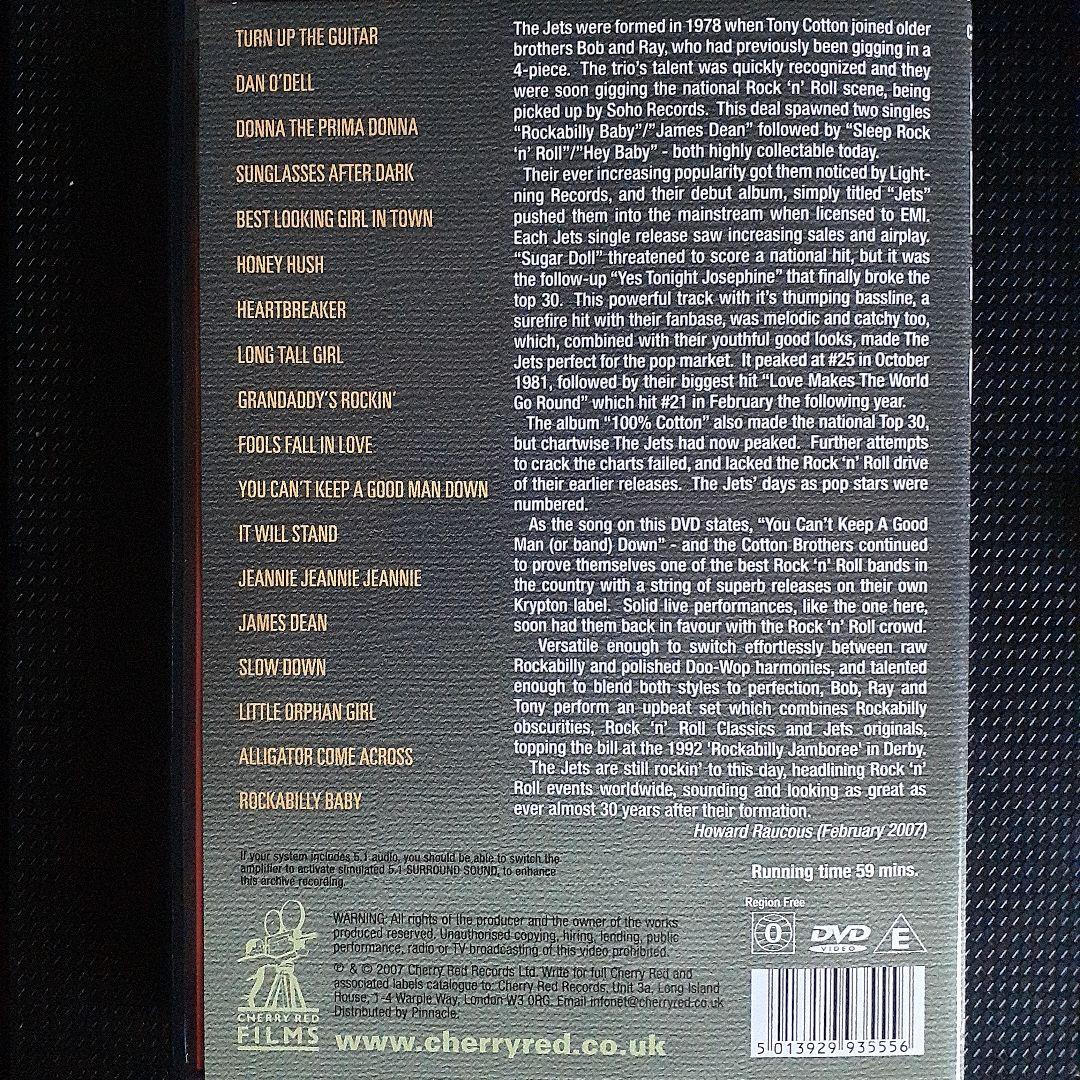 TURN UP THE GUITAR
DAN O'DELL
DONNA THE PRIMA DONNA
SUNGLASSES AFTER DARK
BEST LOOKING GIRL IN TOWN
HONEY HUSH
HEARTBREAKER
LONG TALL GIRL
GRANDADDY'S ROCKIN'
FOOLS FALL IN LOVE
YOU CAN'T KEEP A GOOD MAN DOWN
IT WILL STAND
JEANNIE JEANNIE JEANNIE
JAMES DEAN
SLOW DOWN
LITTLE ORPHAN GIRL
ALLIGATOR COME ACROSS
ROCKABILLY BABY
The Jets were formed in 1978 when Tony Cotton joined older
brothers Bob and Ray, who had previously been gigging in a
4-piece. The trio's talent was quickly recognized and they
were soon gigging the national Rock 'n' Roll scene, being
picked up by Soho Records. This deal spawned two singles
"Rockabilly Baby"/"James Dean" followed by "Sleep Rock
'n' Roll"/"Hey Baby" - both highly collectable today.
Their ever increasing popularity got them noticed by Light-
ning Records, and their debut album, simply titled "Jets"
pushed them into the mainstream when licensed to EMI.
Each Jets single release saw increasing sales and airplay.
"Sugar Doll" threatened to score a national hit, but it was
the follow-up "Yes Tonight Josephine" that finally broke the
top 30. This powerful track with it's thumping bassline, a
surefire hit with their fanbase, was melodic and catchy too,
which, combined with their youthful good looks, made The
Jets perfect for the pop market. It peaked at #25 in October
1981, followed by their biggest hit "Love Makes The World
Go Round" which hit #21 in February the following year.
The album "100% Cotton" also made the national Top 30,
but chartwise The Jets had now peaked. Further attempts
to crack the charts failed, and lacked the Rock 'n' Roll drive
of their earlier releases. The Jets' days as pop stars were
numbered.
As the song on this DVD states, "You Can't Keep A Good
Man (or band) Down" - and the Cotton Brothers continued
to prove themselves one of the best Rock 'n' Roll bands in
the country with a string of superb releases on their own
Krypton label. Solid live performances, like the one here,
soon had them back in favour with the Rock 'n' Roll crowd.
Versatile enough to switch effortlessly between raw
Rockabilly and polished Doo-Wop harmonies, and talented
enough to blend both styles to perfection, Bob, Ray and
Tony perform an upbeat set which combines Rockabilly
obscurities, Rock 'n' Roll Classics and Jets originals,
topping the bill at the 1992 'Rockabilly Jamboree' in Derby.
The Jets are still rockin' to this day, headlining Rock 'n'
Roll events worldwide, sounding and looking as great as
ever almost 30 years after their formation.
Howard Raucous (February 2007)
If your system includes 5.1 audio, you should be able to switch the
amplifier to activate simulated 5.1 SURROUND SOUND, to enhance
this archive recording.
Running time 59 mins.
Region Free
0
DVD
VIDEO
E
WARNING: All rights of the producer and the owner of the works
produced reserved. Unauthorised copying, hiring, lending, public
performance, radio or TV broadcasting of this video prohibited.
℗ & © 2007 Cherry Red Records Ltd. Write for full Cherry Red and
associated labels catalogue to: Cherry Red Records, Unit 3a, Long Island
House, 1-4 Warple Way, London W3 0RG. Email infonet@cherryred.co.uk
Distributed by Pinnacle.
CHERRY RED
FILMS
www.cherryred.co.uk
5 013929 935556